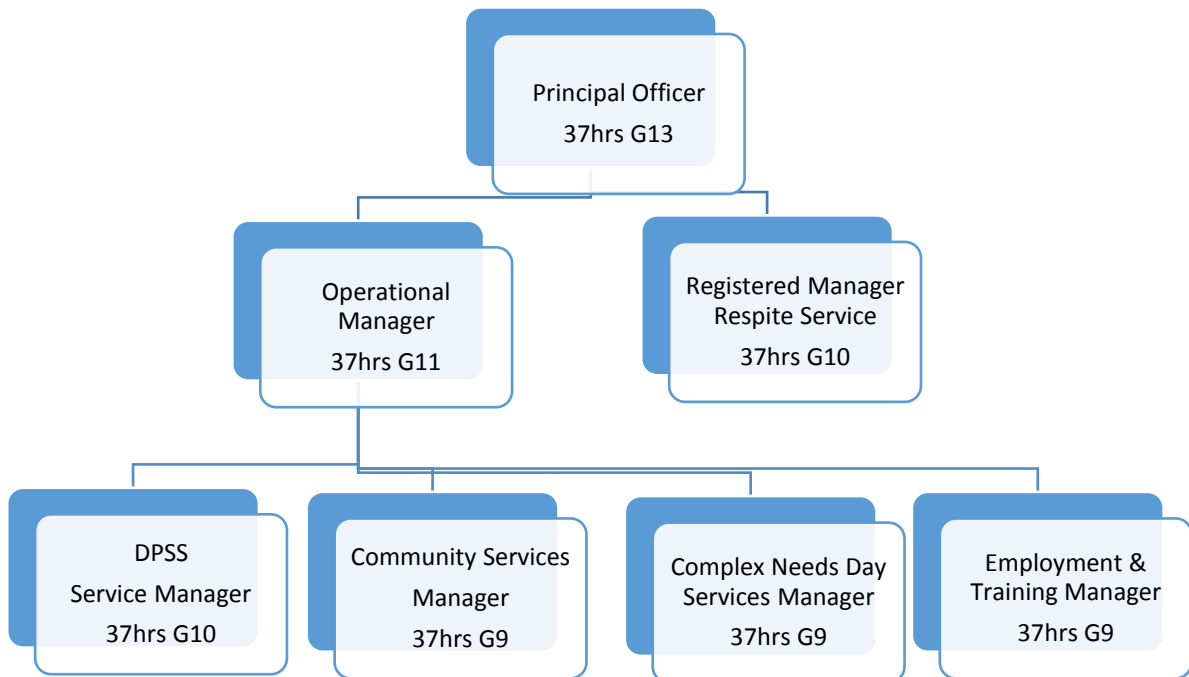 Principal Officer
37hrs G13
Operational
Manager
37hrs G11
Registered Manager
Respite Service
37hrs G10
DPSS
Service Manager
37hrs G10
Community Services
Manager
37hrs G9
Complex Needs Day
Services Manager
37hrs G9
Employment &
Training Manager
37hrs G9